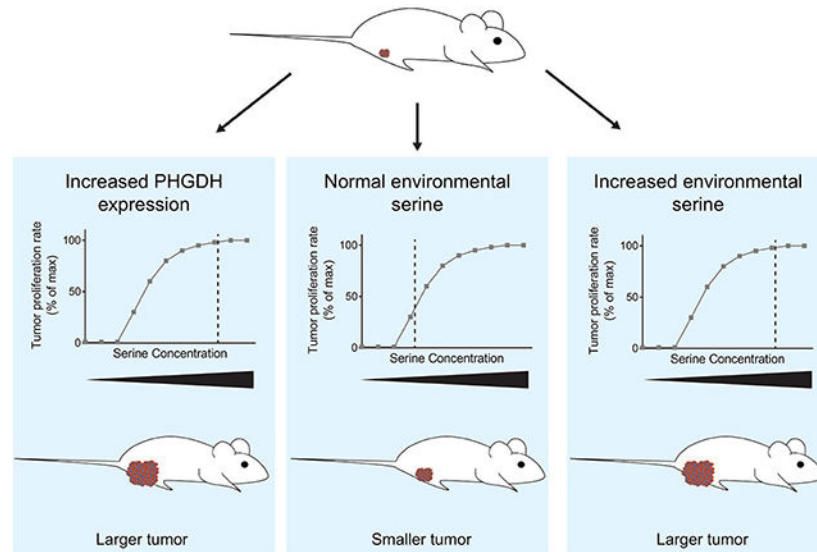 Increased PHGDH
expression
Tumor proliferation rate
(% of max)
100
50
0
Serine Concentration
Larger tumor
Normal environmental
serine
Tumor proliferation rate
(% of max)
100
50
0
Serine Concentration
Smaller tumor
Increased environmental
serine
Tumor proliferation rate
(% of max)
100
50
0
Serine Concentration
Larger tumor